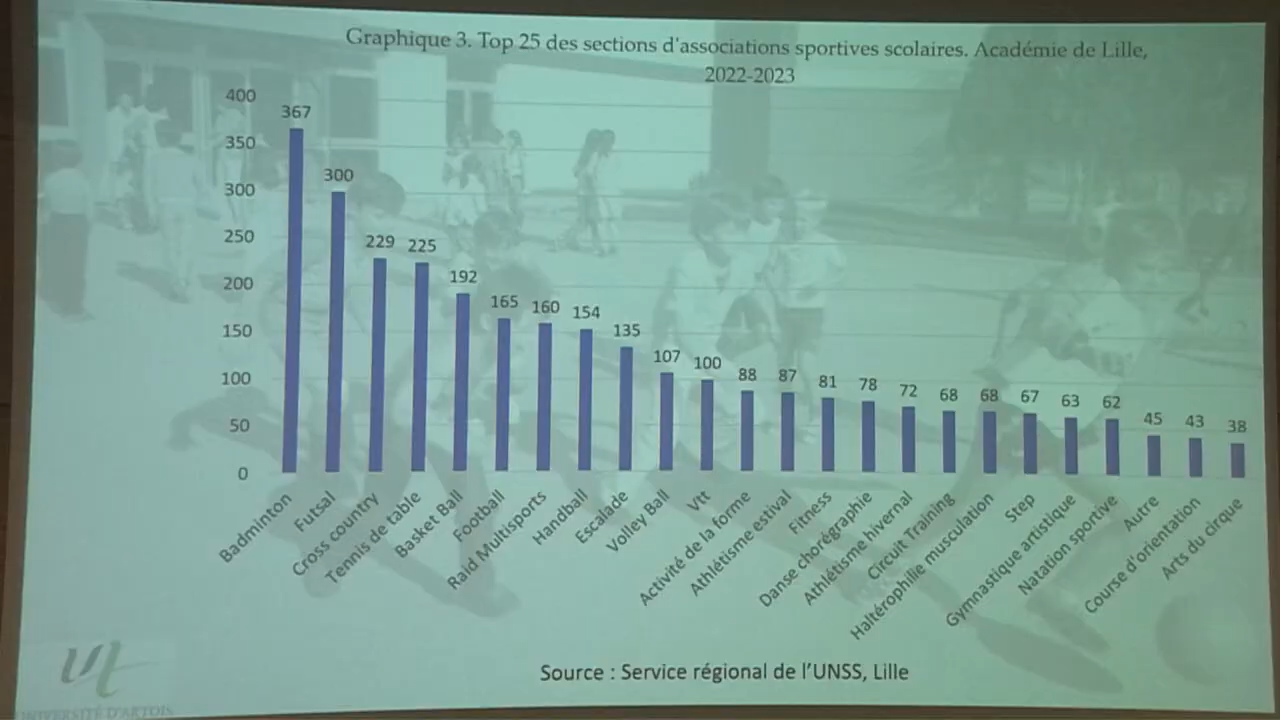 Graphique 3. Top 25 des sections d'associations sportives scolaires. Académie de Lille,
2022-2023
400
350
300
250
200
150
100
50
0
367
300
229
225
192
165
160
154
135
107
100
88
87
81
78
72
68
68
67
63
62
45
43
38
Badminton
Futsal
Cross country
Tennis de table
Basket Ball
Football
Raid Multisports
Handball
Escalade
Volley Ball
Vtt
Activité de la forme
Athlétisme estival
Fitness
Danse chorégraphie
Athlétisme hivernal
Circuit Training
Haltérophilie musculation
Step
Gymnastique artistique
Natation sportive
Autre
Course d'orientation
Arts du cirque
Source : Service régional de l'UNSS, Lille
UNIVERSITÉ D'ARTOIS